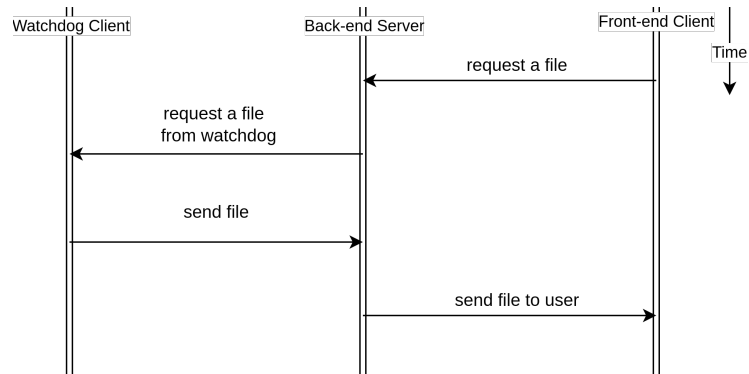 Watchdog Client
Back-end Server
Front-end Client
Time
request a file
request a file
from watchdog
send file
send file to user